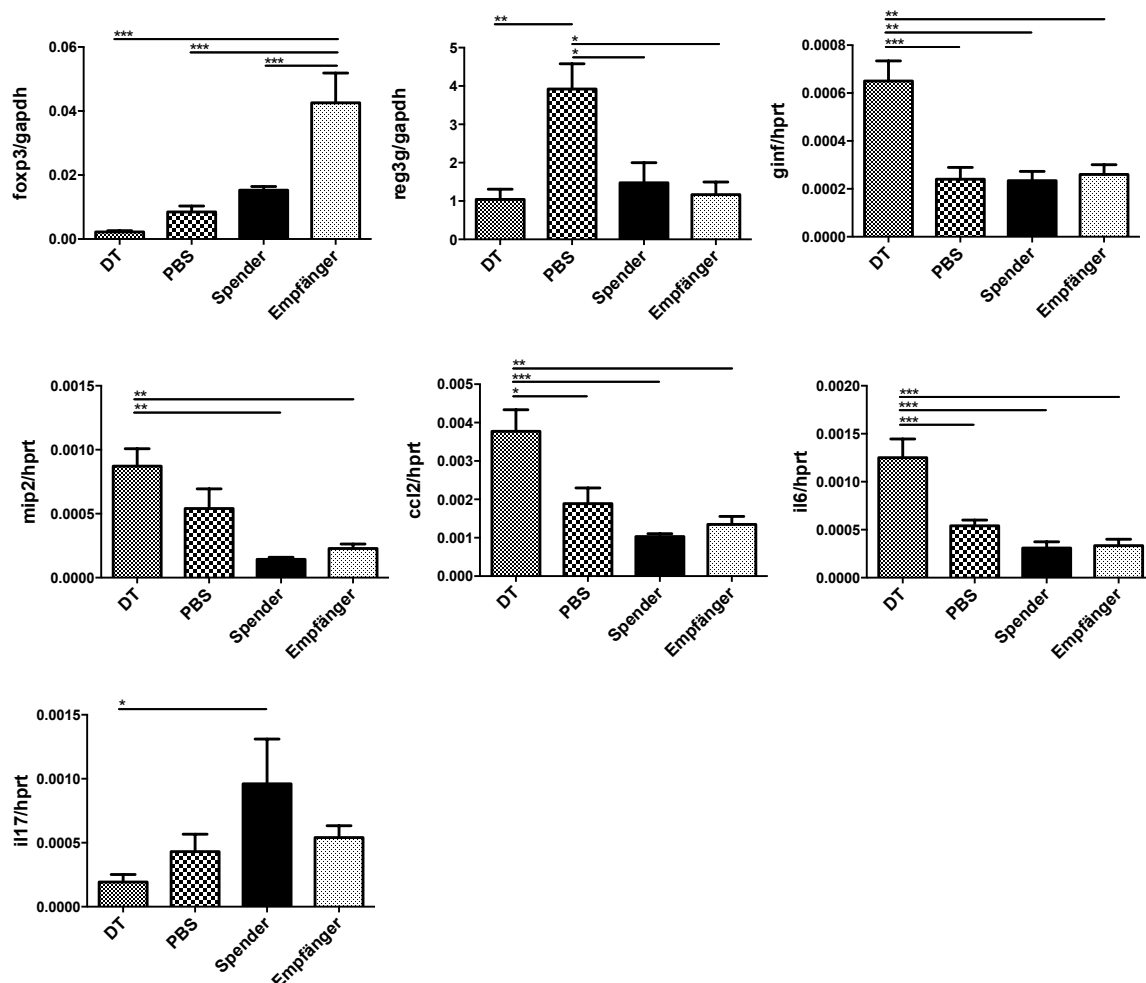 ***
***
***
foxp3/gapdh
0.06
0.04
0.02
0.00
DT
PBS
Spender
Empfänger
**
*
*
reg3g/gapdh
5
4
3
2
1
0
DT
PBS
Spender
Empfänger
**
**
***
ginf/hprt
0.0008
0.0006
0.0004
0.0002
0.0000
DT
PBS
Spender
Empfänger
**
**
mip2/hprt
0.0015
0.0010
0.0005
0.0000
DT
PBS
Spender
Empfänger
**
***
*
ccl2/hprt
0.005
0.004
0.003
0.002
0.001
0.000
DT
PBS
Spender
Empfänger
***
***
***
il6/hprt
0.0020
0.0015
0.0010
0.0005
0.0000
DT
PBS
Spender
Empfänger
*
il17/hprt
0.0015
0.0010
0.0005
0.0000
DT
PBS
Spender
Empfänger